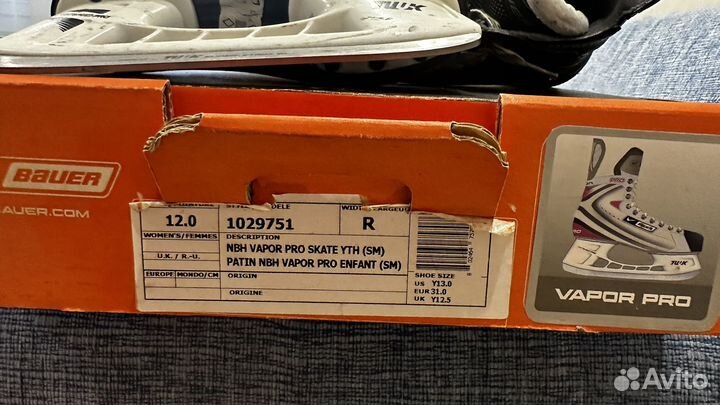 TUUK
BAUER
BAUER.COM
12.0
1029751
R
DESCRIPTION
NBH VAPOR PRO SKATE YTH (SM)
PATIN NBH VAPOR PRO ENFANT (SM)
WOMEN'S/FEMMES
U.K. / R.-U.
EUROPE MONDO/CM
ORIGIN
ORIGINE
SHOE SIZE
US Y13.0
EUR 31.0
UK Y12.5
TUUK
VAPOR PRO
Avito